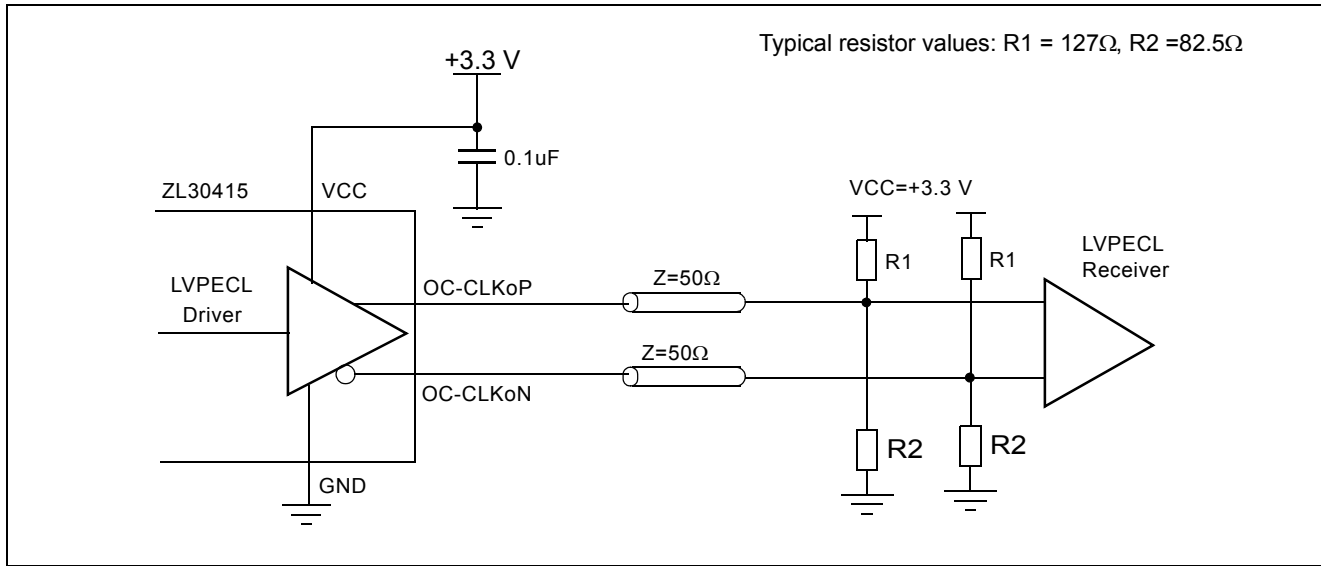 Typical resistor values: R1 = 127Ω, R2 =82.5Ω
+3.3 V
0.1uF
ZL30415
VCC
VCC=+3.3 V
R1
R1
LVPECL
Receiver
LVPECL
Driver
OC-CLKoP
Z=50Ω
Z=50Ω
OC-CLKoN
R2
R2
GND